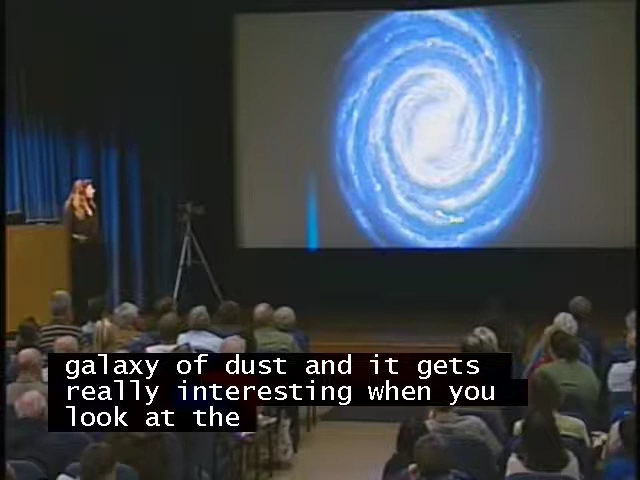 galaxy of dust and it gets
really interesting when you
look at the